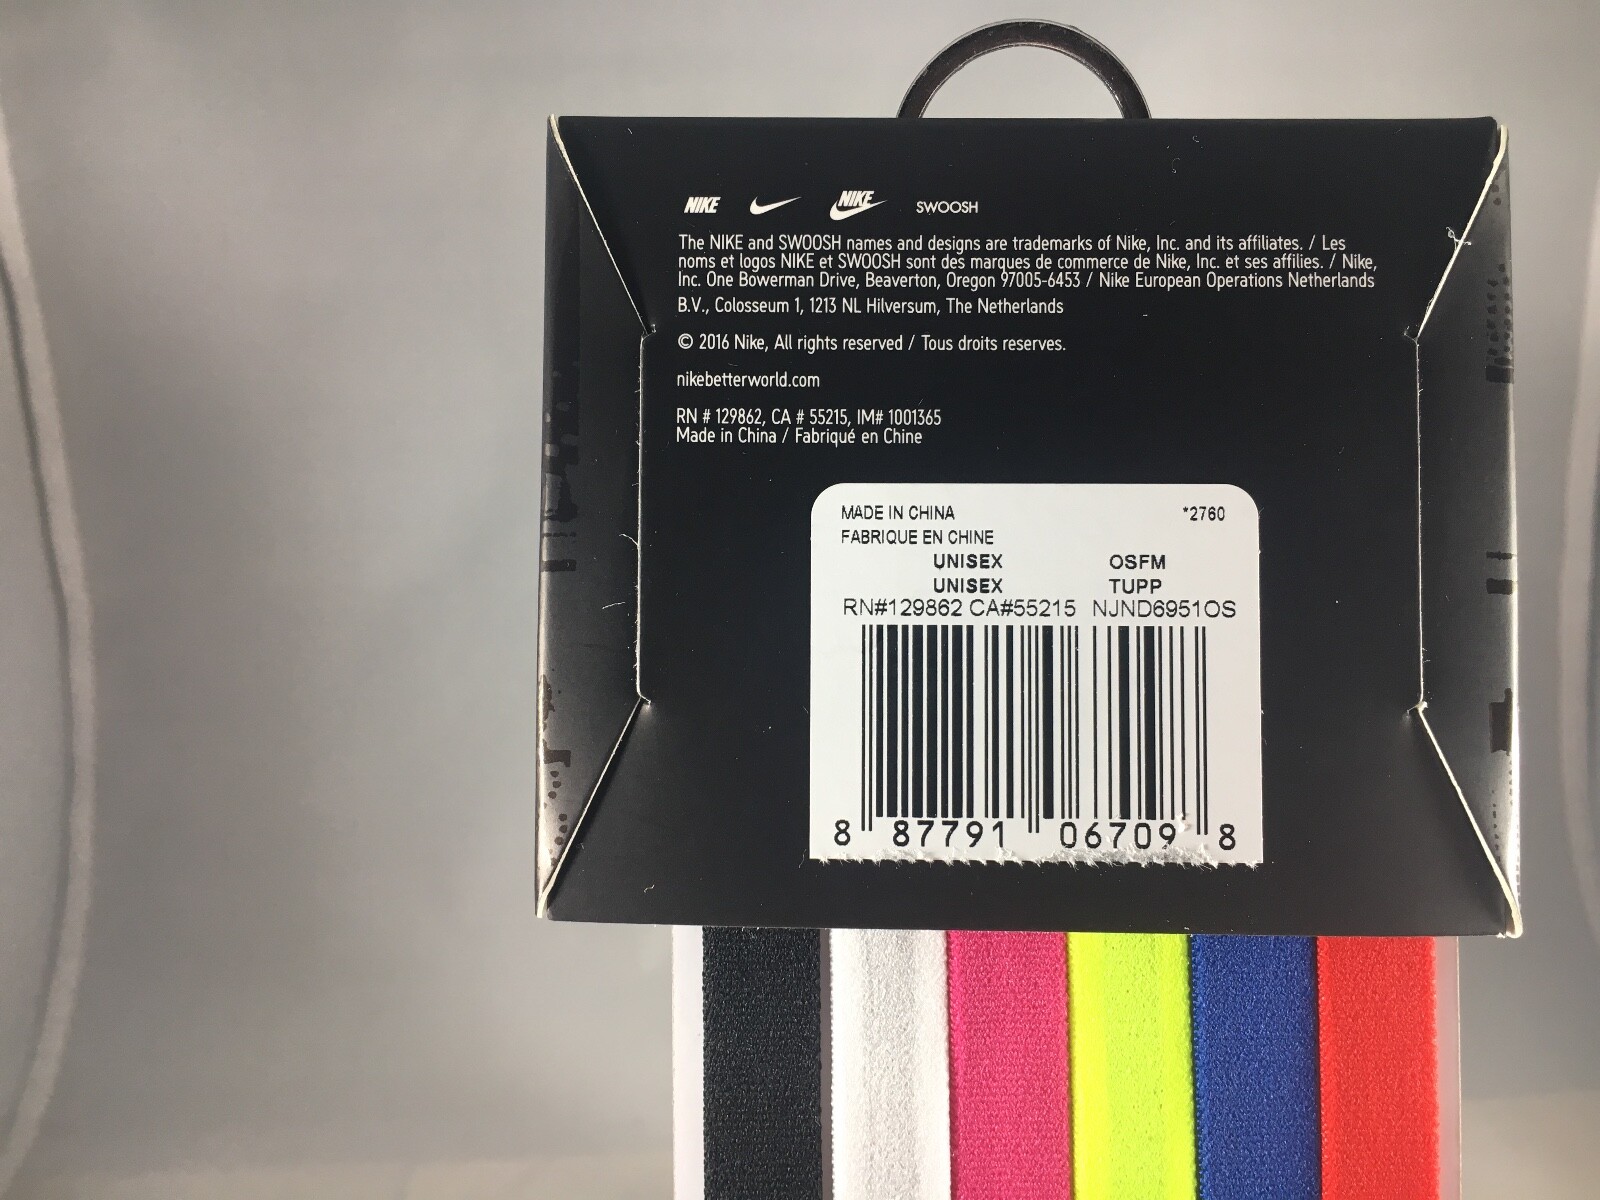 NIKE NIKE SWOOSH
The NIKE and SWOOSH names and designs are trademarks of Nike, Inc. and its affiliates. / Les
noms et logos NIKE et SWOOSH sont des marques de commerce de Nike, Inc. et ses affilies. / Nike,
Inc. One Bowerman Drive, Beaverton, Oregon 97005-6453 / Nike European Operations Netherlands
B.V., Colosseum 1, 1213 NL Hilversum, The Netherlands
© 2016 Nike, All rights reserved / Tous droits reserves.
nikebetterworld.com
RN # 129862, CA # 55215, IM# 1001365
Made in China / Fabriqué en Chine
MADE IN CHINA *2760
FABRIQUE EN CHINE
UNISEX OSFM
UNISEX TUPP
RN#129862 CA#55215 NJND6951OS
8 87791 06709 8